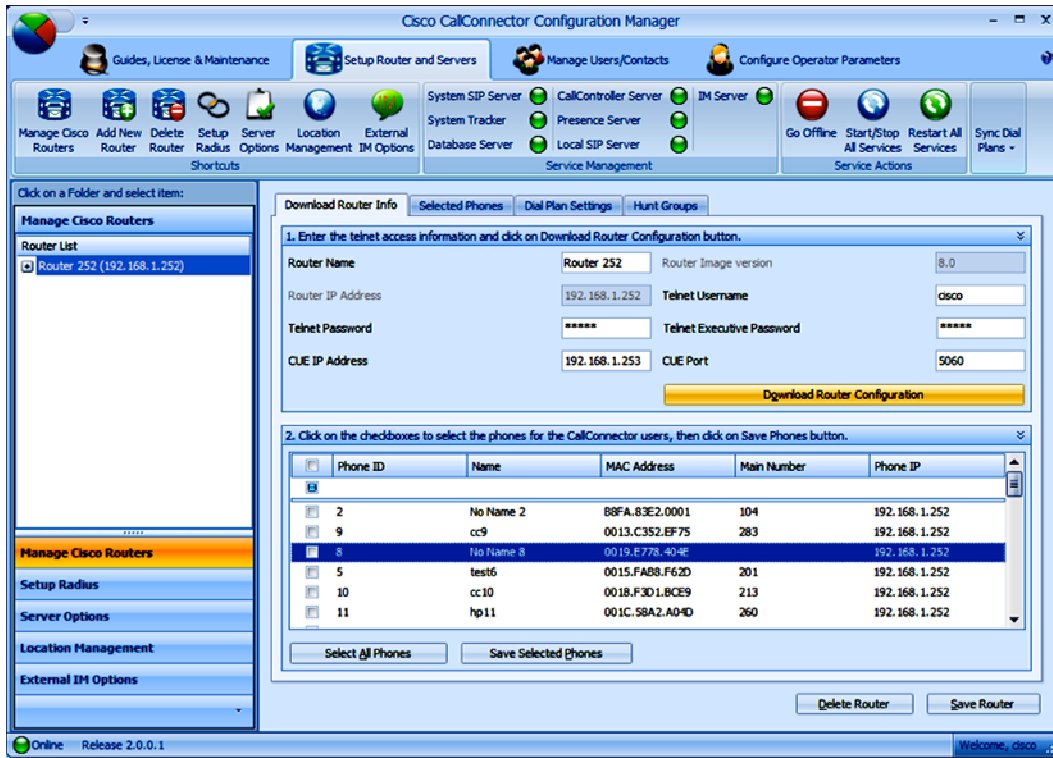 Cisco CallConnector Configuration Manager
Guides, License & Maintenance
Setup Router and Servers
Manage Users/Contacts
Configure Operator Parameters
Manage Cisco Routers
Add New Router
Delete Router
Setup Radius
Server Options
Location Management
External IM Options
Shortcuts
System SIP Server
CallController Server
IM Server
System Tracker
Presence Server
Database Server
Local SIP Server
Service Management
Go Offline
Start/Stop All Services
Restart All Services
Service Actions
Sync Dial Plans
Click on a Folder and select item:
Manage Cisco Routers
Router List
Router 252 (192.168.1.252)
Manage Cisco Routers
Setup Radius
Server Options
Location Management
External IM Options
Download Router Info
Selected Phones
Dial Plan Settings
Hunt Groups
1. Enter the telnet access information and click on Download Router Configuration button.
Router Name Router 252 Router Image version 8.0
Router IP Address 192.168.1.252 Telnet Username cisco
Telnet Password ***** Telnet Executive Password *****
CUE IP Address 192.168.1.253 CUE Port 5060
Download Router Configuration
2. Click on the checkboxes to select the phones for the CallConnector users, then click on Save Phones button.
Phone ID Name MAC Address Main Number Phone IP
2 No Name 2 B8FA.83E2.0001 104 192.168.1.252
9 cc9 0013.C352.EF75 283 192.168.1.252
8 No Name 8 0019.E778.404E 192.168.1.252
5 test6 0015.FAB8.F62D 201 192.168.1.252
10 cc10 0018.F3D1.BCE9 213 192.168.1.252
11 hp11 001C.58A2.A04D 260 192.168.1.252
Select All Phones
Save Selected Phones
Delete Router
Save Router
Online Release 2.0.0.1
Welcome, cisco